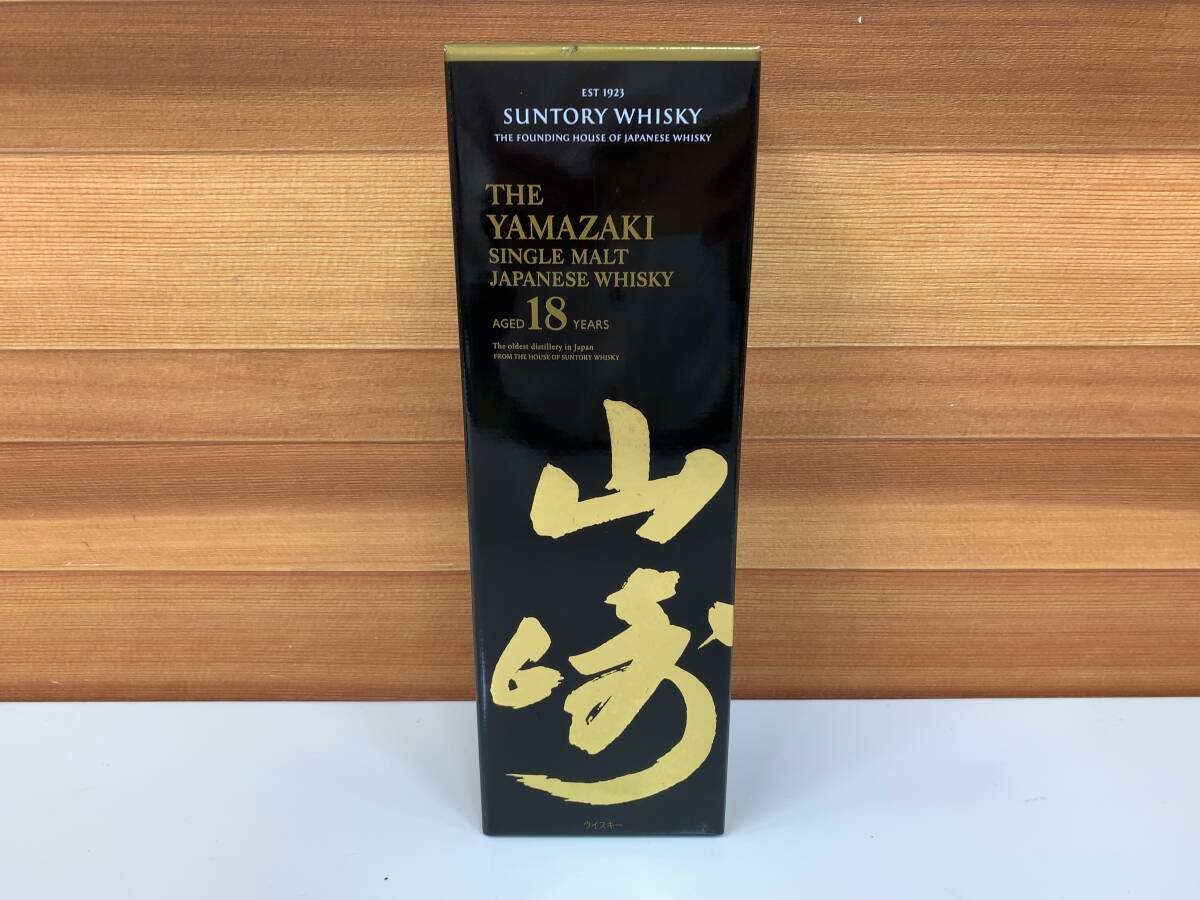 EST 1923
SUNTORY WHISKY
THE FOUNDING HOUSE OF JAPANESE WHISKY
THE
YAMAZAKI
SINGLE MALT
JAPANESE WHISKY
AGED 18 YEARS
The oldest distillery in Japan
FROM THE HOUSE OF SUNTORY WHISKY
山
崎
ウイスキー